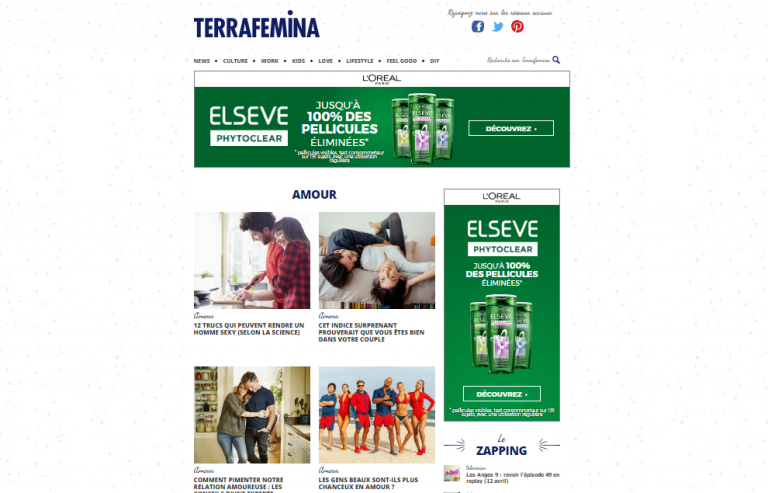 TERRAFEMINA
Rejoignez-nous sur les réseaux sociaux
NEWS • CULTURE • WORK • KIDS • LOVE • LIFESTYLE • FEEL GOOD • DIY
Recherche sur Terrafemina
L'ORÉAL
PARIS
ELSEVE
PHYTOCLEAR
JUSQU'À
100% DES
PELLICULES
ÉLIMINÉES*
* pellicules visibles, test consommateur
sur 191 sujets, avec une utilisation
régulière
DÉCOUVREZ ›
AMOUR
Amour
12 TRUCS QUI PEUVENT RENDRE UN
HOMME SEXY (SELON LA SCIENCE)
Amour
CET INDICE SURPRENANT
PROUVERAIT QUE VOUS ÊTES BIEN
DANS VOTRE COUPLE
Amour
COMMENT PIMENTER NOTRE
RELATION AMOUREUSE : LES
Amour
LES GENS BEAUX SONT-ILS PLUS
CHANCEUX EN AMOUR ?
L'ORÉAL
PARIS
ELSEVE
PHYTOCLEAR
JUSQU'À 100%
DES PELLICULES
ÉLIMINÉES*
ELSEVE
DÉCOUVREZ ›
* pellicules visibles, test consommateur sur 191
sujets, avec une utilisation régulière
Le
ZAPPING
Les Anges 9 : revoir l'épisode 49 en
replay (12 avril)